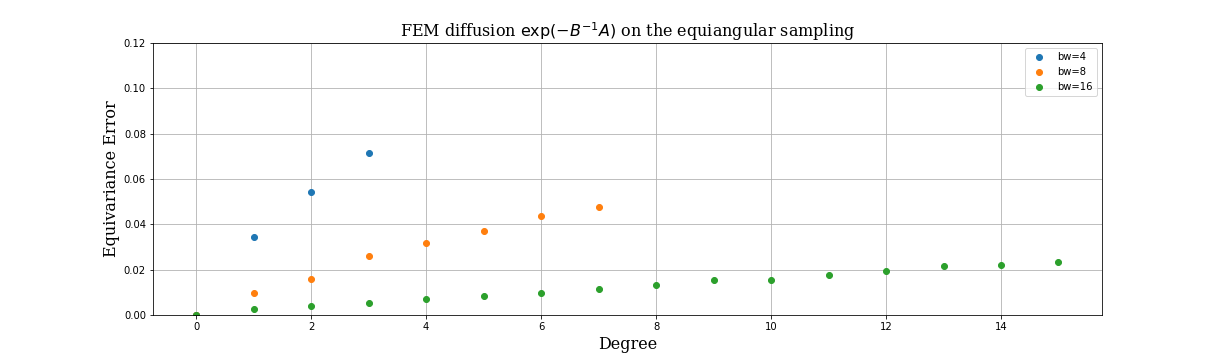 FEM diffusion exp(−B⁻¹A) on the equiangular sampling
0.12
0.10
0.08
0.06
0.04
0.02
0.00
Equivariance Error
bw=4
bw=8
bw=16
0 2 4 6 8 10 12 14
Degree